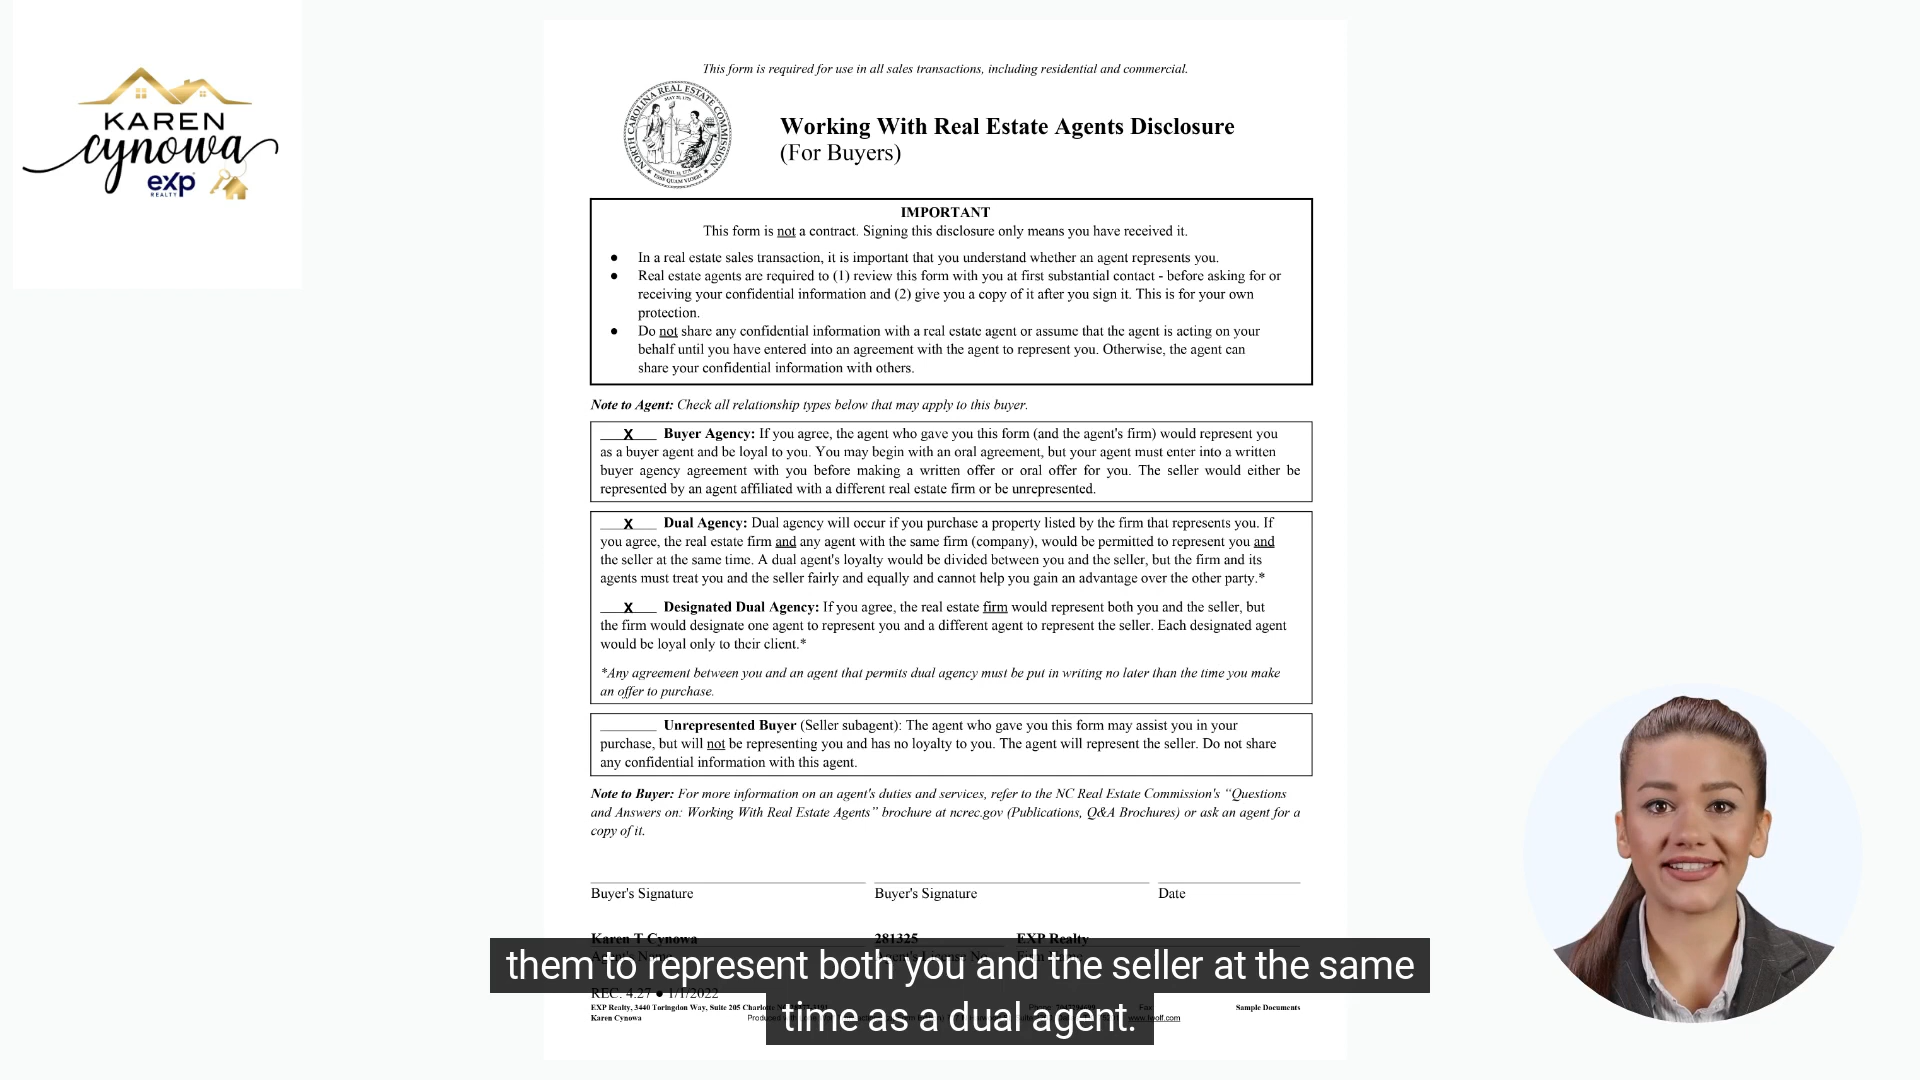 KAREN
cynowa
exp
REALTY
This form is required for use in all sales transactions, including residential and commercial.
NORTH CAROLINA REAL ESTATE COMMISSION
MAY 20, 1775
APRIL 12, 1776
ESSE QUAM VIDERI
Working With Real Estate Agents Disclosure
(For Buyers)
IMPORTANT
This form is not a contract. Signing this disclosure only means you have received it.
● In a real estate sales transaction, it is important that you understand whether an agent represents you.
● Real estate agents are required to (1) review this form with you at first substantial contact - before asking for or
receiving your confidential information and (2) give you a copy of it after you sign it. This is for your own
protection.
● Do not share any confidential information with a real estate agent or assume that the agent is acting on your
behalf until you have entered into an agreement with the agent to represent you. Otherwise, the agent can
share your confidential information with others.
Note to Agent: Check all relationship types below that may apply to this buyer.
X Buyer Agency: If you agree, the agent who gave you this form (and the agent's firm) would represent you
as a buyer agent and be loyal to you. You may begin with an oral agreement, but your agent must enter into a written
buyer agency agreement with you before making a written offer or oral offer for you. The seller would either be
represented by an agent affiliated with a different real estate firm or be unrepresented.
X Dual Agency: Dual agency will occur if you purchase a property listed by the firm that represents you. If
you agree, the real estate firm and any agent with the same firm (company), would be permitted to represent you and
the seller at the same time. A dual agent's loyalty would be divided between you and the seller, but the firm and its
agents must treat you and the seller fairly and equally and cannot help you gain an advantage over the other party.*
X Designated Dual Agency: If you agree, the real estate firm would represent both you and the seller, but
the firm would designate one agent to represent you and a different agent to represent the seller. Each designated agent
would be loyal only to their client.*
*Any agreement between you and an agent that permits dual agency must be put in writing no later than the time you make
an offer to purchase.
Unrepresented Buyer (Seller subagent): The agent who gave you this form may assist you in your
purchase, but will not be representing you and has no loyalty to you. The agent will represent the seller. Do not share
any confidential information with this agent.
Note to Buyer: For more information on an agent's duties and services, refer to the NC Real Estate Commission's “Questions
and Answers on: Working With Real Estate Agents” brochure at ncrec.gov (Publications, Q&A Brochures) or ask an agent for a
copy of it.
Buyer's Signature Buyer's Signature Date
Karen T Cynowa 281325 EXP Realty
them to represent both you and the seller at the same
time as a dual agent.
REC. 4.27 ● 1/1/2022
EXP Realty, 3440 Toringdon Way, Suite 205 Sample Documents
Karen Cynowa